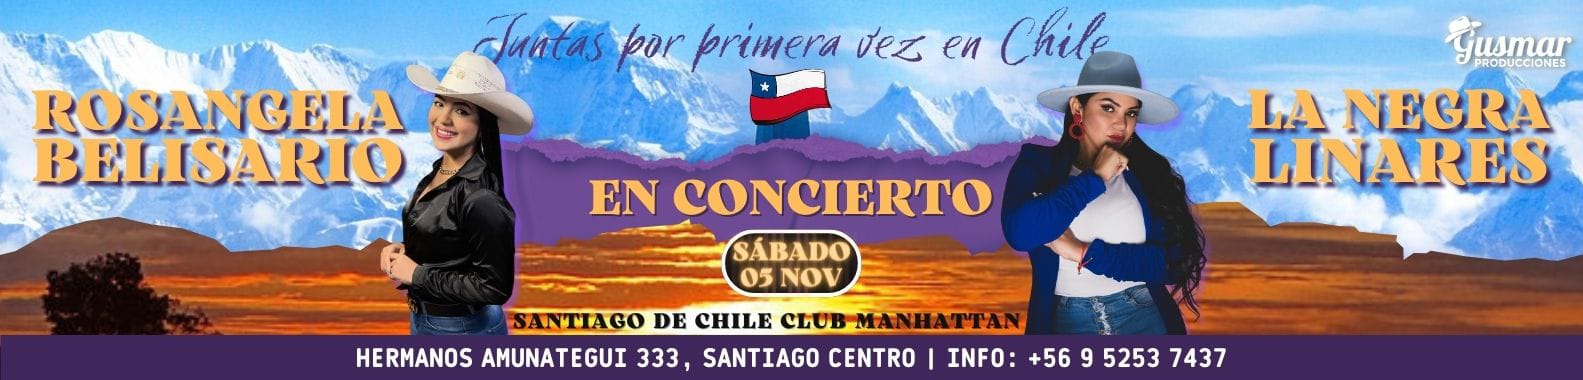 Juntas por primera vez en Chile
Gusmar
PRODUCCIONES
ROSANGELA
BELISARIO
LA NEGRA
LINARES
EN CONCIERTO
SÁBADO
05 NOV
SANTIAGO DE CHILE CLUB MANHATTAN
HERMANOS AMUNATEGUI 333, SANTIAGO CENTRO | INFO: +56 9 5253 7437